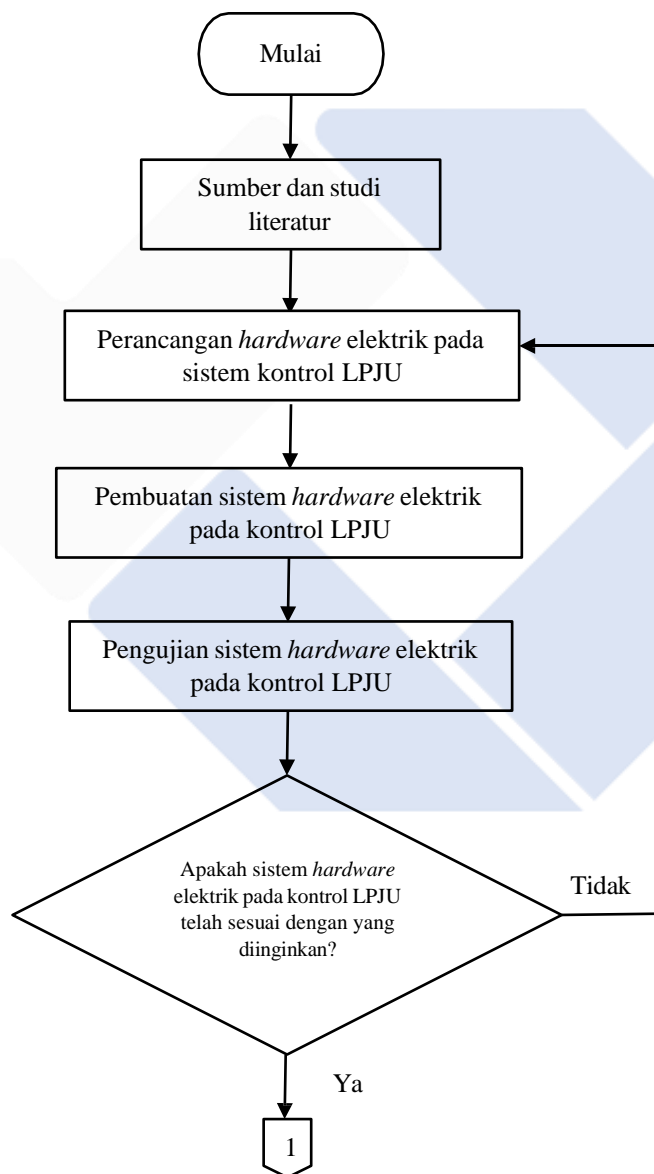 Mulai
Sumber dan studi
literatur
Perancangan hardware elektrik pada
sistem kontrol LPJU
Pembuatan sistem hardware elektrik
pada kontrol LPJU
Pengujian sistem hardware elektrik
pada kontrol LPJU
Apakah sistem hardware
elektrik pada kontrol LPJU
telah sesuai dengan yang
diinginkan?
Tidak
Ya
1